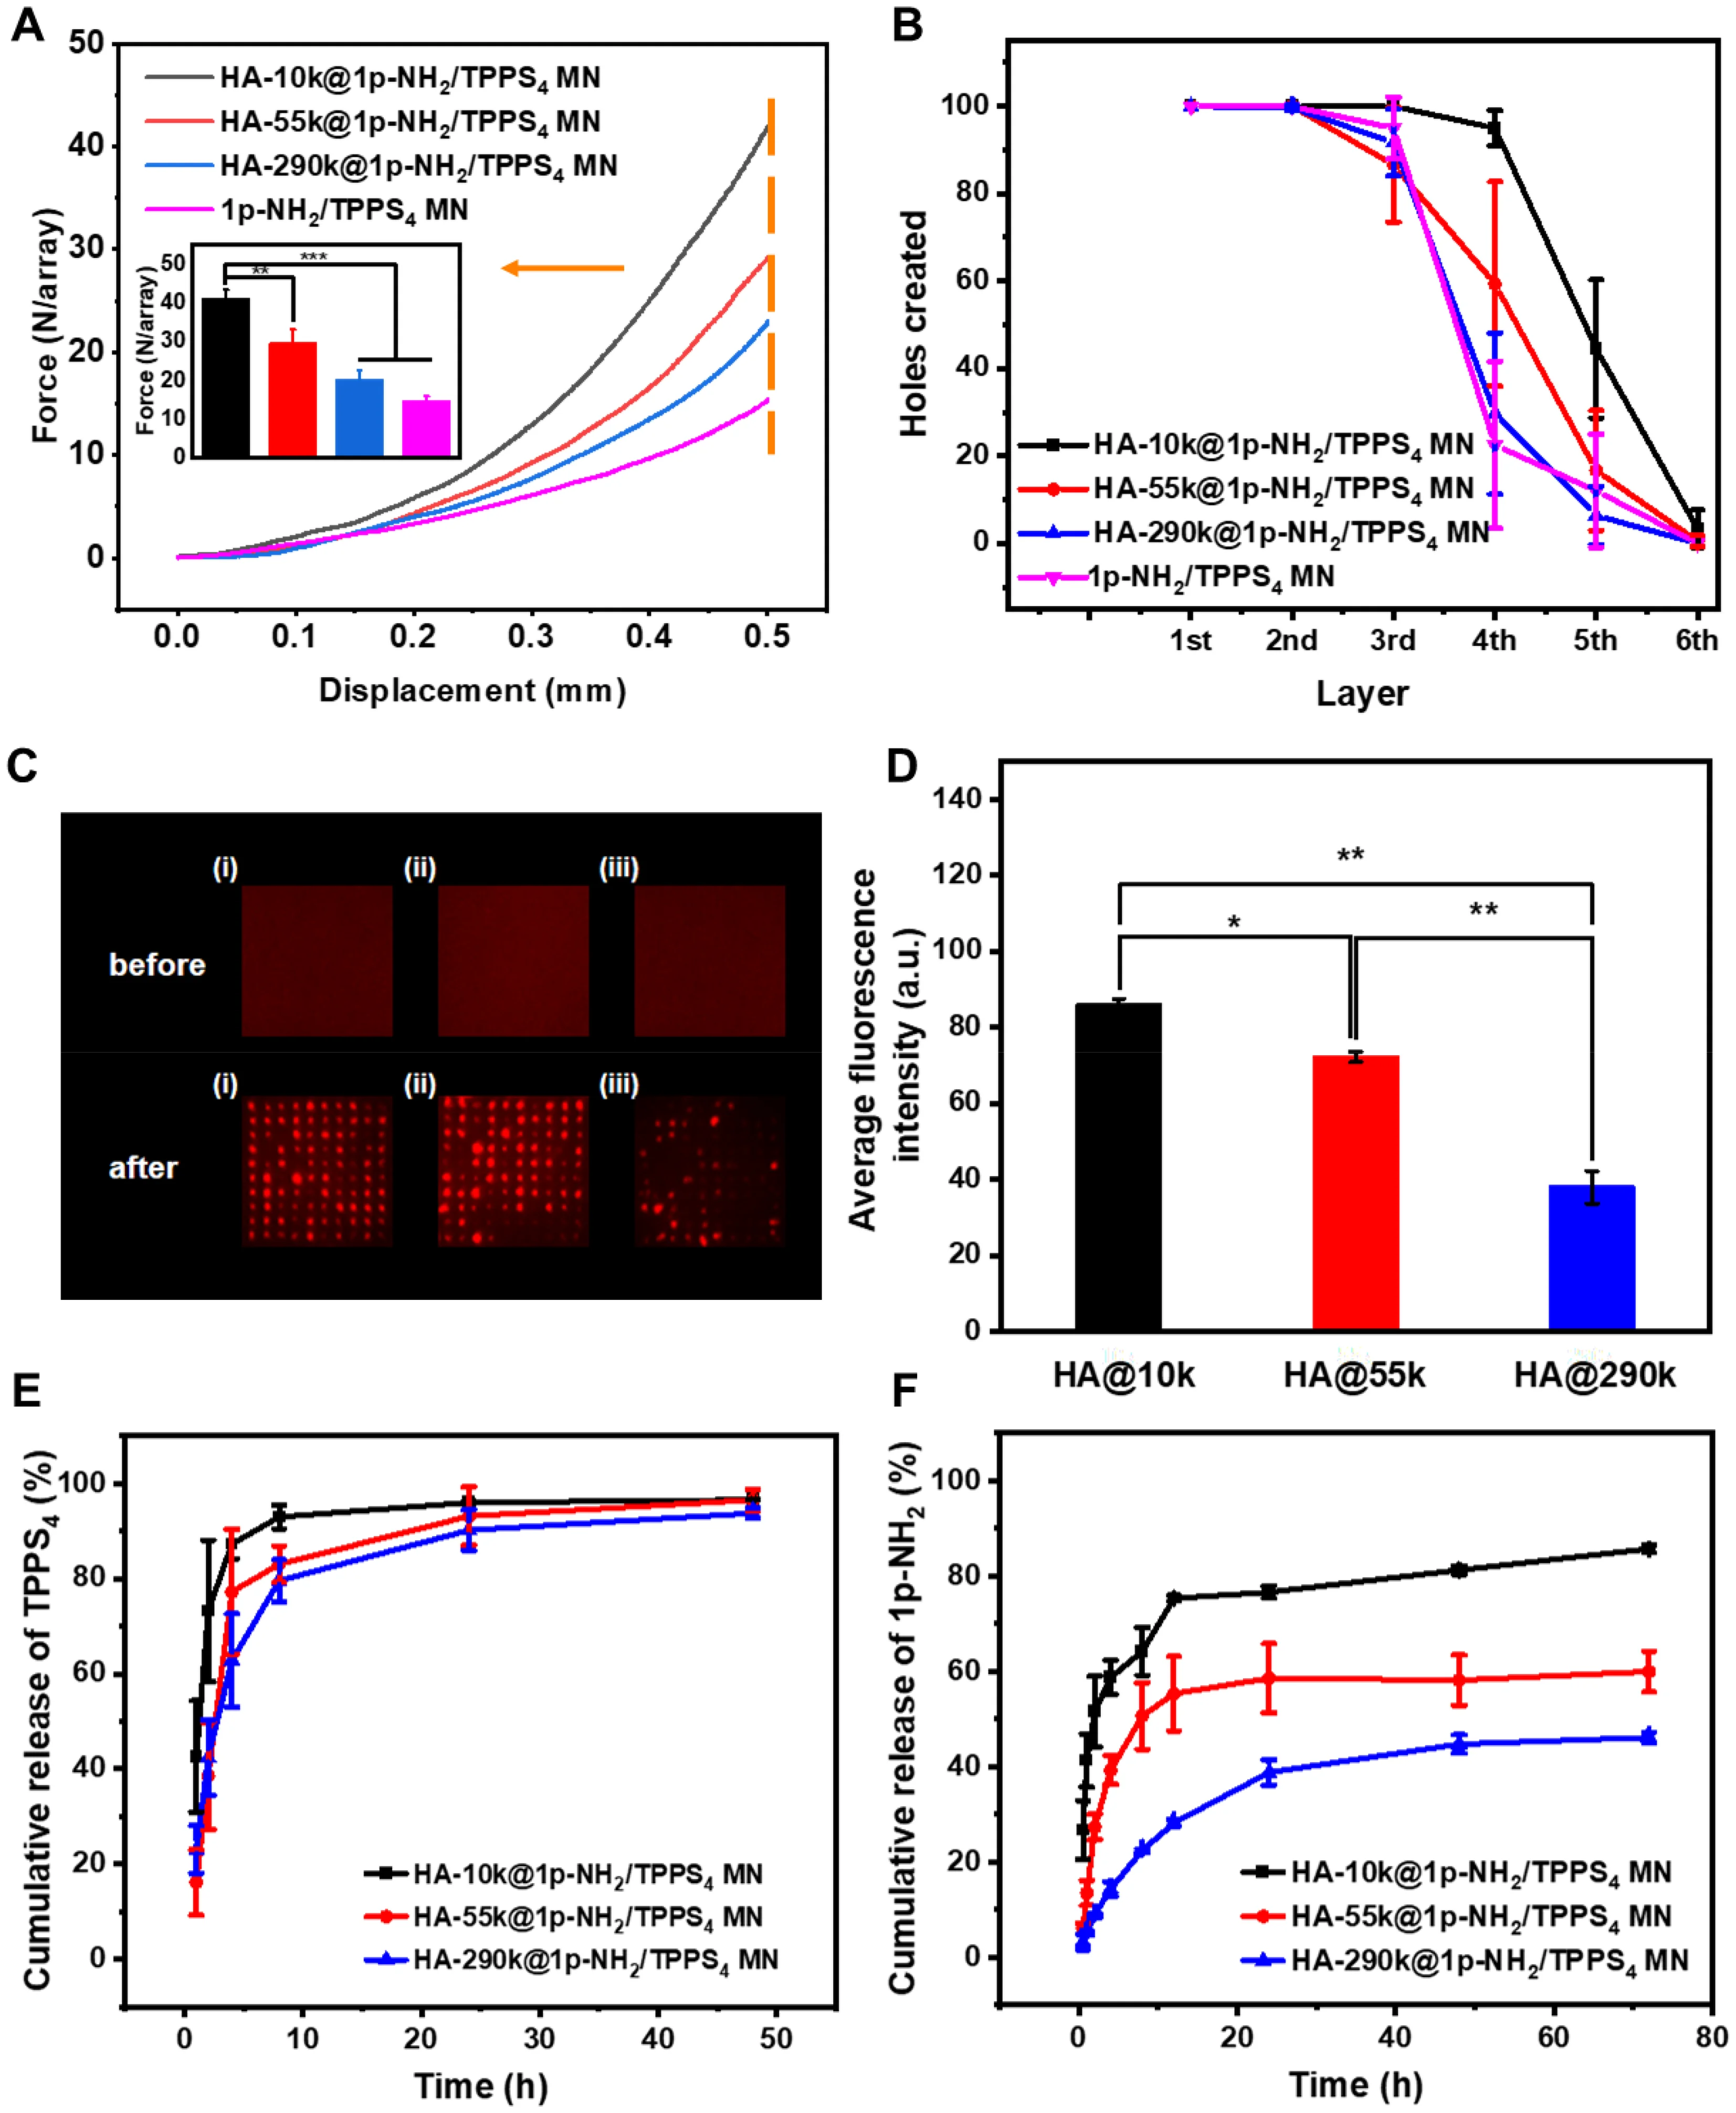 A
50
40
30
20
10
0
Force (N/array)
HA-10k@1p-NH₂/TPPS₄ MN
HA-55k@1p-NH₂/TPPS₄ MN
HA-290k@1p-NH₂/TPPS₄ MN
1p-NH₂/TPPS₄ MN
50
40
30
20
10
0
Force (N/array)
***
**
0.0 0.1 0.2 0.3 0.4 0.5
Displacement (mm)
B
100
80
60
40
20
0
Holes created
HA-10k@1p-NH₂/TPPS₄ MN
HA-55k@1p-NH₂/TPPS₄ MN
HA-290k@1p-NH₂/TPPS₄ MN
1p-NH₂/TPPS₄ MN
1st 2nd 3rd 4th 5th 6th
Layer
C
(i) (ii) (iii)
before
(i) (ii) (iii)
after
D
140
120
100
80
60
40
20
0
Average fluorescence
intensity (a.u.)
**
* **
HA@10k HA@55k HA@290k
E
100
80
60
40
20
0
Cumulative release of TPPS₄ (%)
HA-10k@1p-NH₂/TPPS₄ MN
HA-55k@1p-NH₂/TPPS₄ MN
HA-290k@1p-NH₂/TPPS₄ MN
0 10 20 30 40 50
Time (h)
F
100
80
60
40
20
0
Cumulative release of 1p-NH₂ (%)
HA-10k@1p-NH₂/TPPS₄ MN
HA-55k@1p-NH₂/TPPS₄ MN
HA-290k@1p-NH₂/TPPS₄ MN
0 20 40 60 80
Time (h)